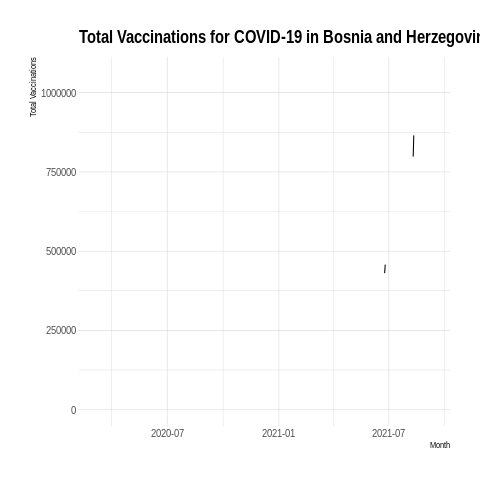 Total Vaccinations for COVID-19 in Bosnia and Herzegovin
Total Vaccinations
1000000
750000
500000
250000
0
2020-07 2021-01 2021-07
Month